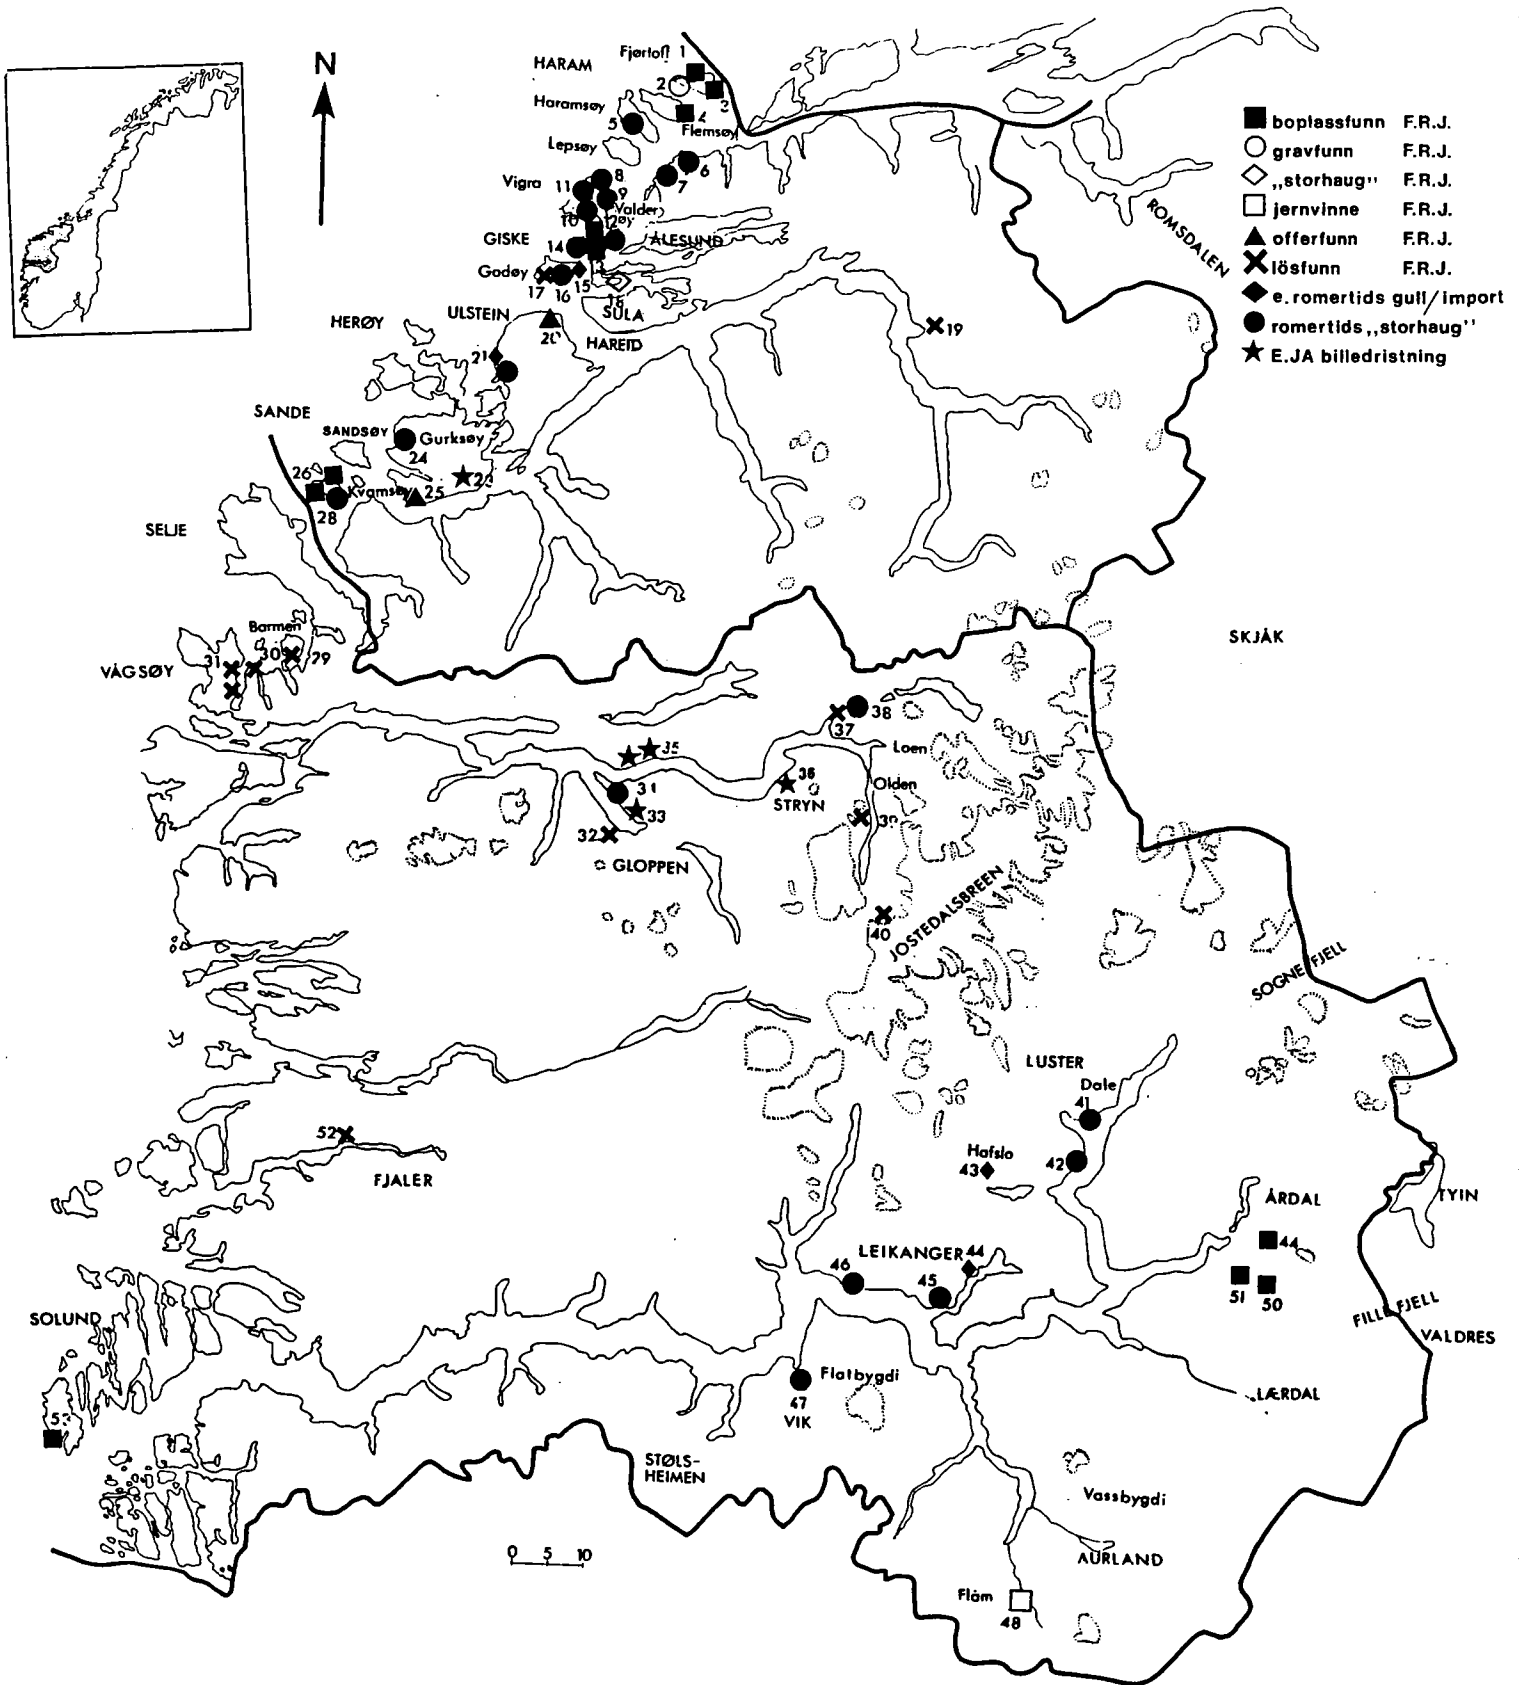 N
HARAM
Fjørtoft 1
2
3
Haramsøy
5
4
Flemsøy
Lepsøy
6
7
Vigra
11
8
9
10
Valder
øy
12
GISKE
14
ÅLESUND
Godøy
17
16
15
18
SULA
ULSTEIN
20
HERØY
HAREID
21
19
ROMSDALEN
SANDE
SANDSØY
Gurksøy
24
26
Kvamsøy
25
28
SELJE
Barmen
31
30
29
VÅGSØY
SKJÅK
38
37
Loen
35
36
STRYN
Olden
33
32
39
GLOPPEN
40
JOSTEDALSBREEN
SOGNEFJELL
LUSTER
Dale
41
52
FJALER
Hafslo
43
42
ÅRDAL
TYIN
44
LEIKANGER 44
46
45
51
50
SOLUND
FILLEFJELL
VALDRES
Flatbygdi
47
VIK
LÆRDAL
STØLS-
HEIMEN
Vassbygdi
0 5 10
AURLAND
Flåm
48
boplassfunn F.R.J.
gravfunn F.R.J.
„storhaug" F.R.J.
jernvinne F.R.J.
offerfunn F.R.J.
lösfunn F.R.J.
e.romertids gull/import
romertids „storhaug"
E.JA billedristning